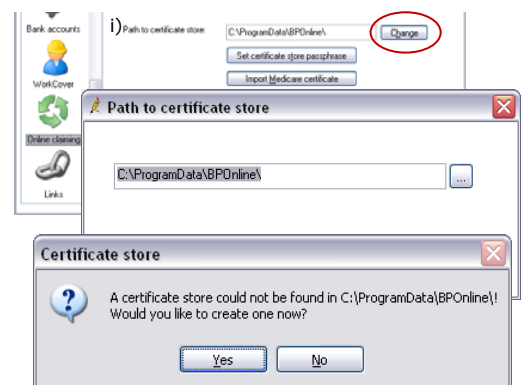 Bank accounts
i) Path to certificate store: C:\ProgramData\BPOnline\ Change
Set certificate store passphrase
WorkCover
Import Medicare certificate
Path to certificate store
Online claiming
C:\ProgramData\BPOnline\ ...
Links
Certificate store
A certificate store could not be found in C:\ProgramData\BPOnline\!
Would you like to create one now?
Yes No